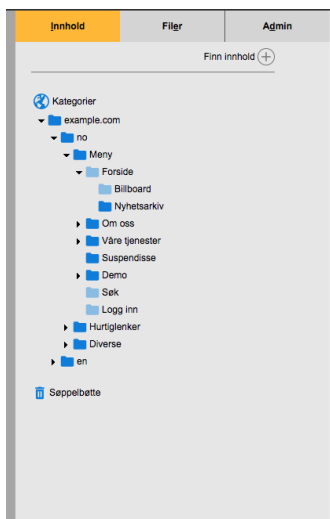 Innhold Filer Admin
Finn innhold
Kategorier
example.com
no
Meny
Forside
Billboard
Nyhetsarkiv
Om oss
Våre tjenester
Suspendisse
Demo
Søk
Logg inn
Hurtiglenker
Diverse
en
Søppelbøtte